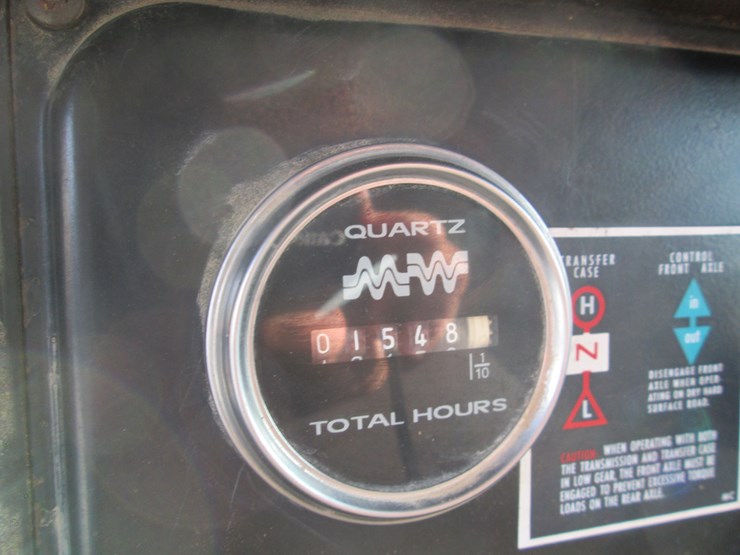 QUARTZ
MW
01548
1/10
TOTAL HOURS
TRANSFER
CASE
H
N
L
CONTROL
FRONT AXLE
in
out
DISENGAGE FRONT
AXLE WHEN OPER-
ATING ON DRY HARD
SURFACE ROAD.
CAUTION: WHEN OPERATING WITH BOTH
THE TRANSMISSION AND TRANSFER CASE
IN LOW GEAR, THE FRONT AXLE MUST BE
ENGAGED TO PREVENT EXCESSIVE TORQUE
LOADS ON THE REAR AXLE.